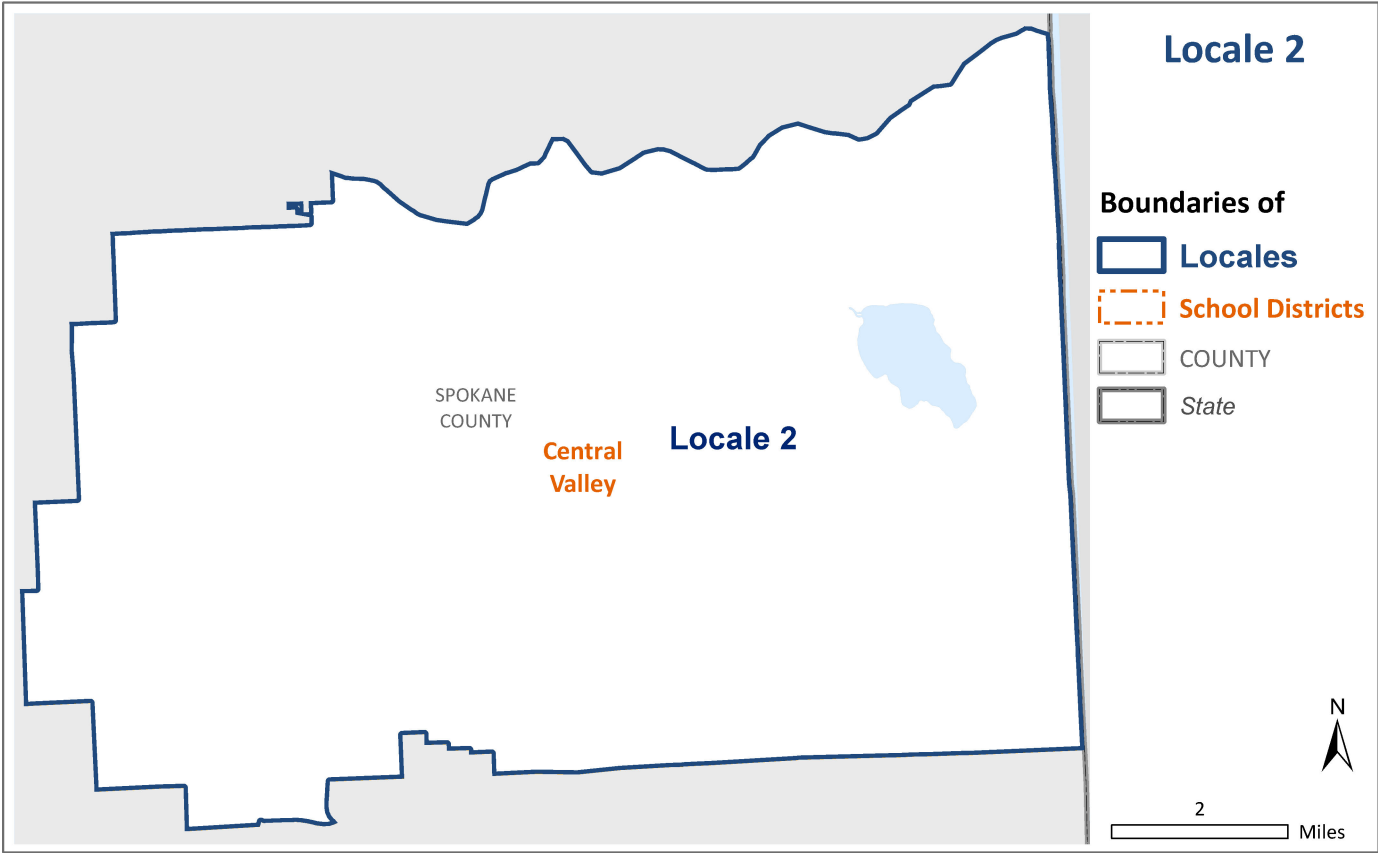 Locale 2
Boundaries of
Locales
School Districts
COUNTY
State
SPOKANE
COUNTY
Central
Valley
Locale 2
N
2
Miles